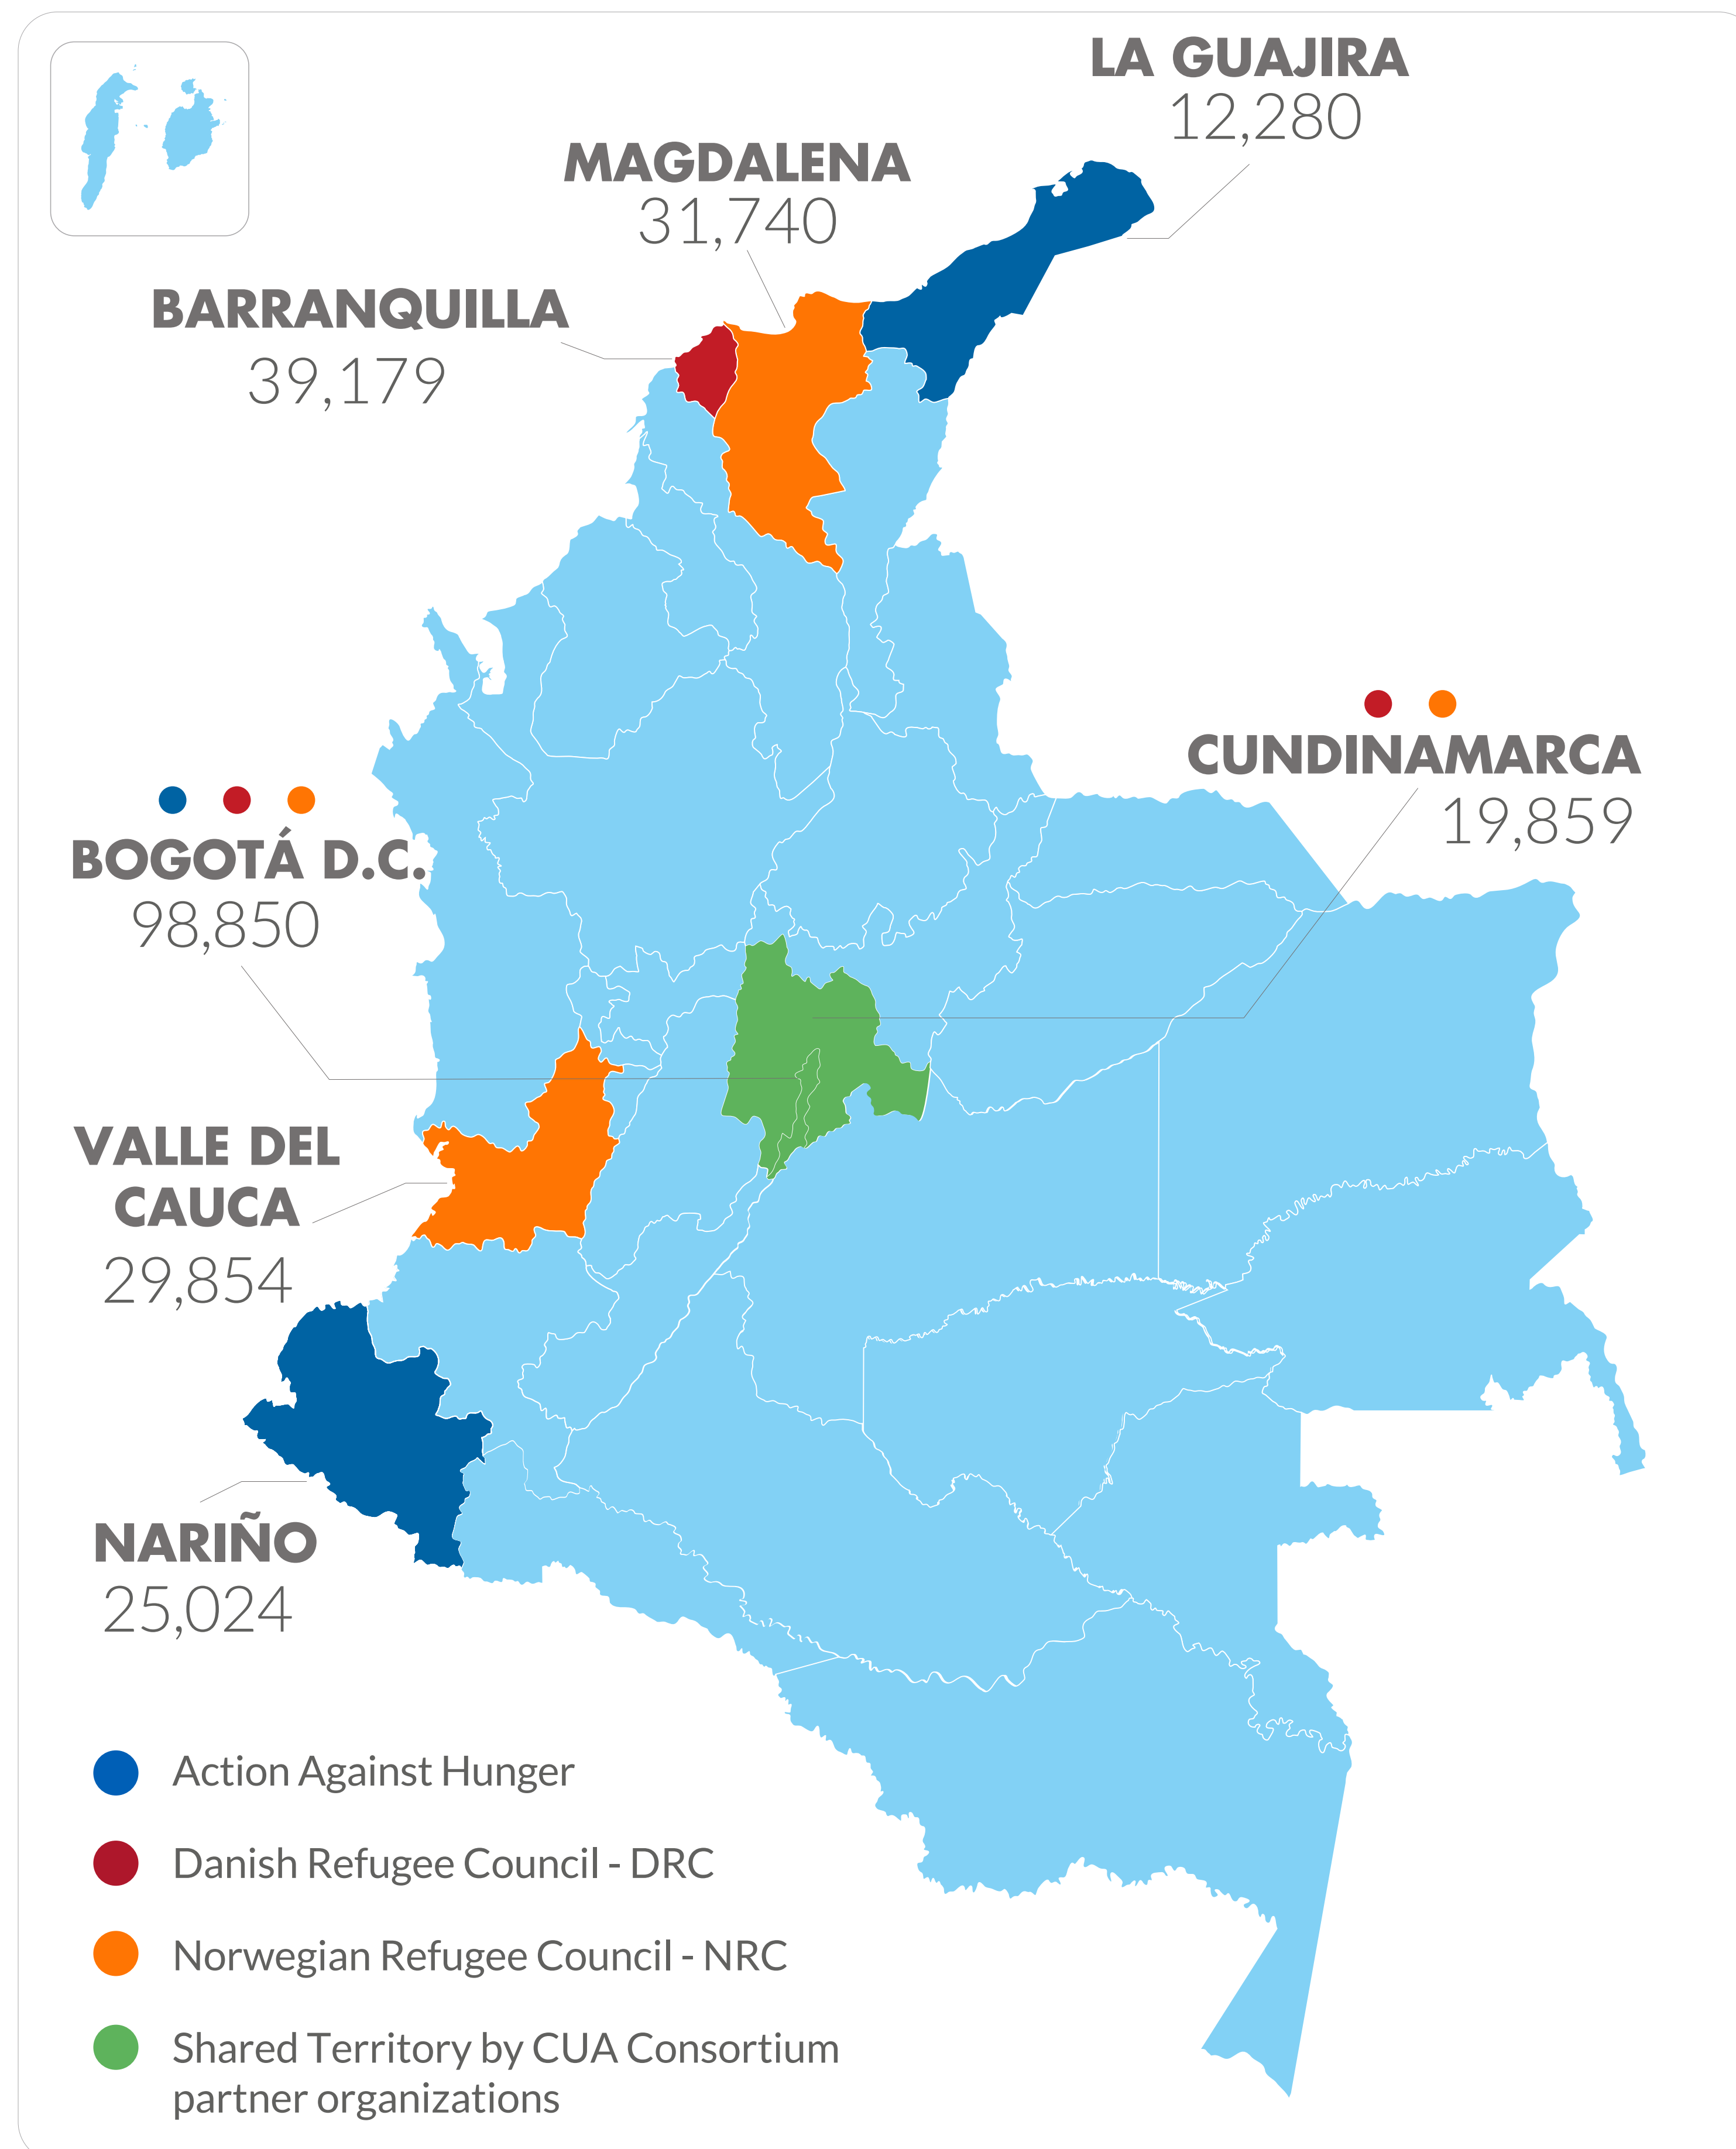 LA GUAJIRA
12,280
MAGDALENA
31,740
BARRANQUILLA
39,179
CUNDINAMARCA
19,859
BOGOTÁ D.C.
98,850
VALLE DEL
CAUCA
29,854
NARIÑO
25,024
Action Against Hunger
Danish Refugee Council - DRC
Norwegian Refugee Council - NRC
Shared Territory by CUA Consortium
partner organizations